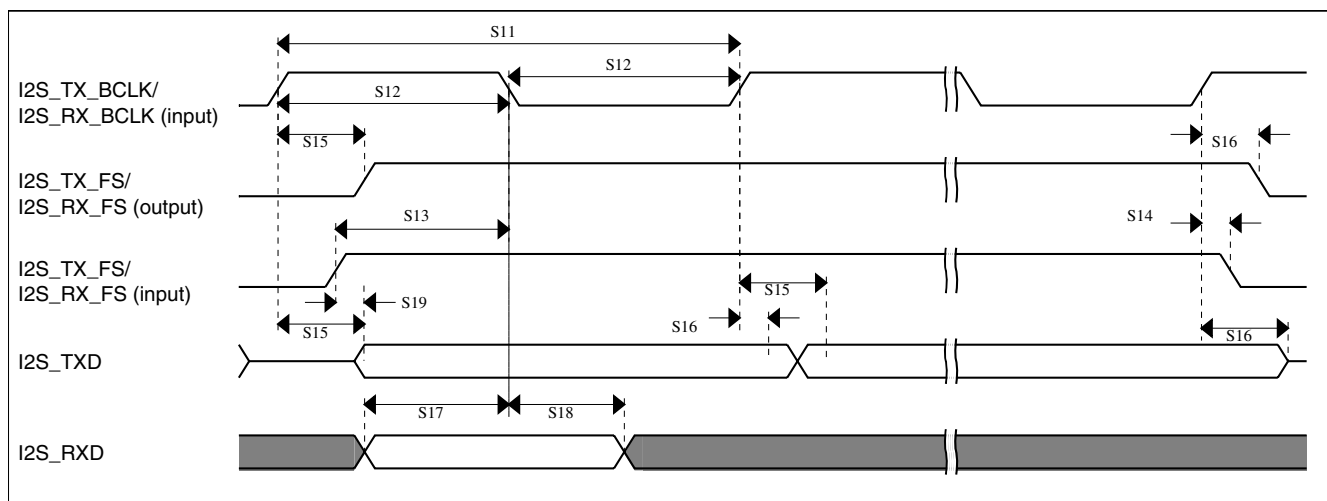 S11
I2S_TX_BCLK/
I2S_RX_BCLK (input)
S12
S12
S15
S16
I2S_TX_FS/
I2S_RX_FS (output)
S13
S14
I2S_TX_FS/
I2S_RX_FS (input)
S15
S19
S15
S16
S16
I2S_TXD
S17
S18
I2S_RXD